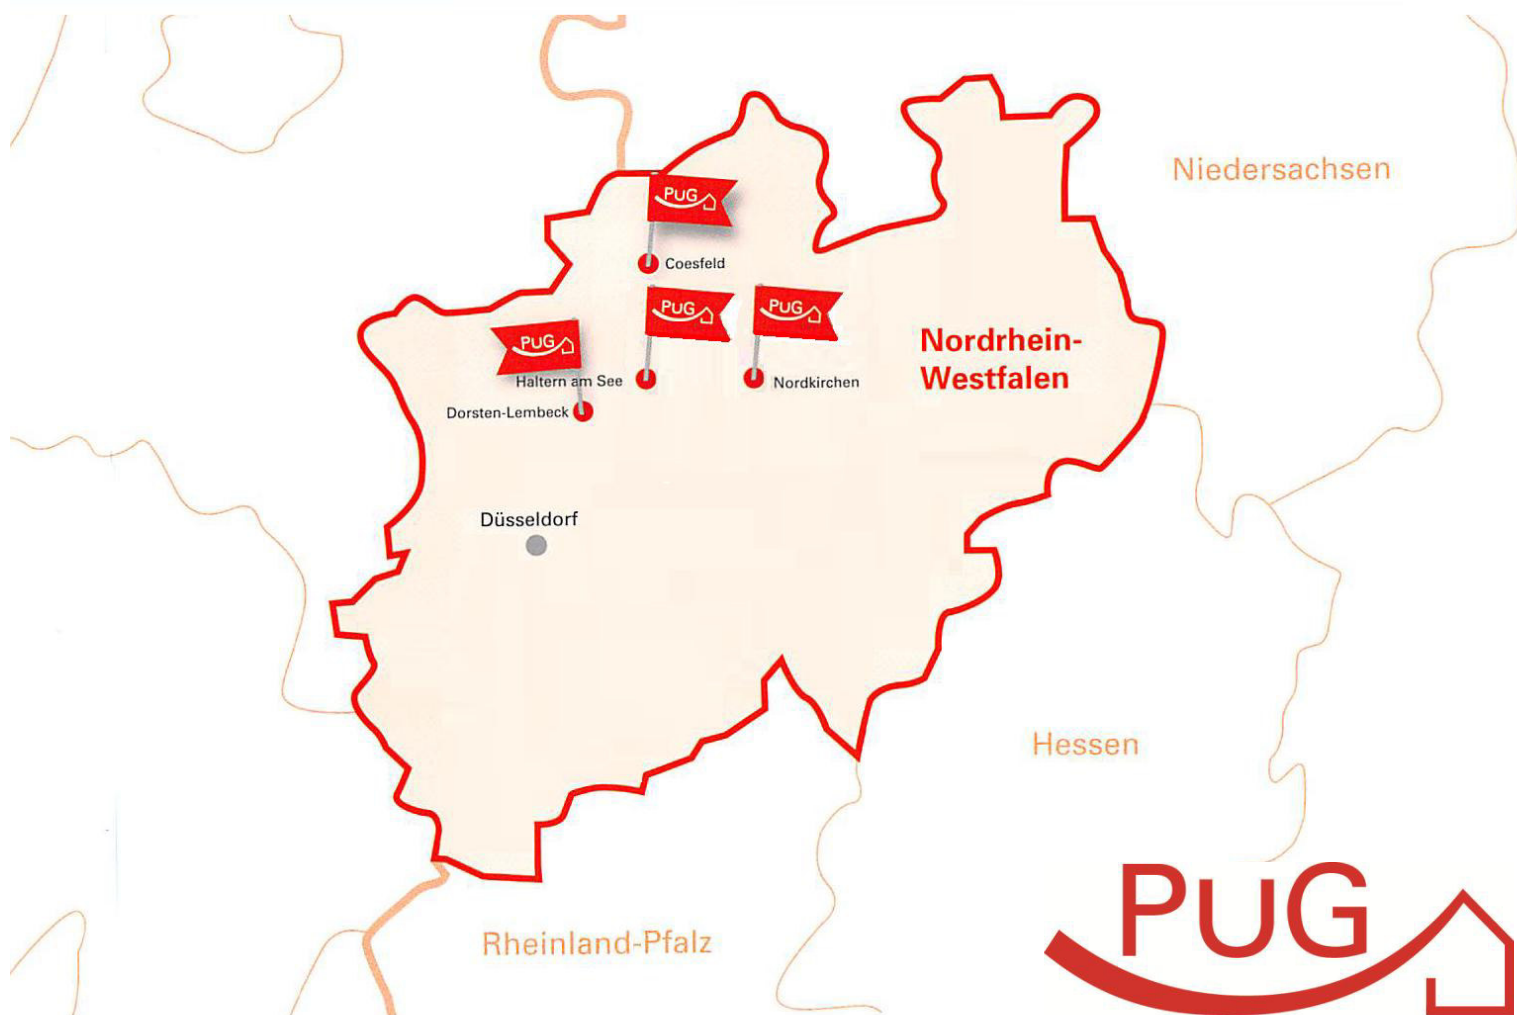 Niedersachsen
PuG
Coesfeld
PuG
PuG
PuG
Nordrhein-
Westfalen
Haltern am See
Nordkirchen
Dorsten-Lembeck
Düsseldorf
Hessen
Rheinland-Pfalz
PuG